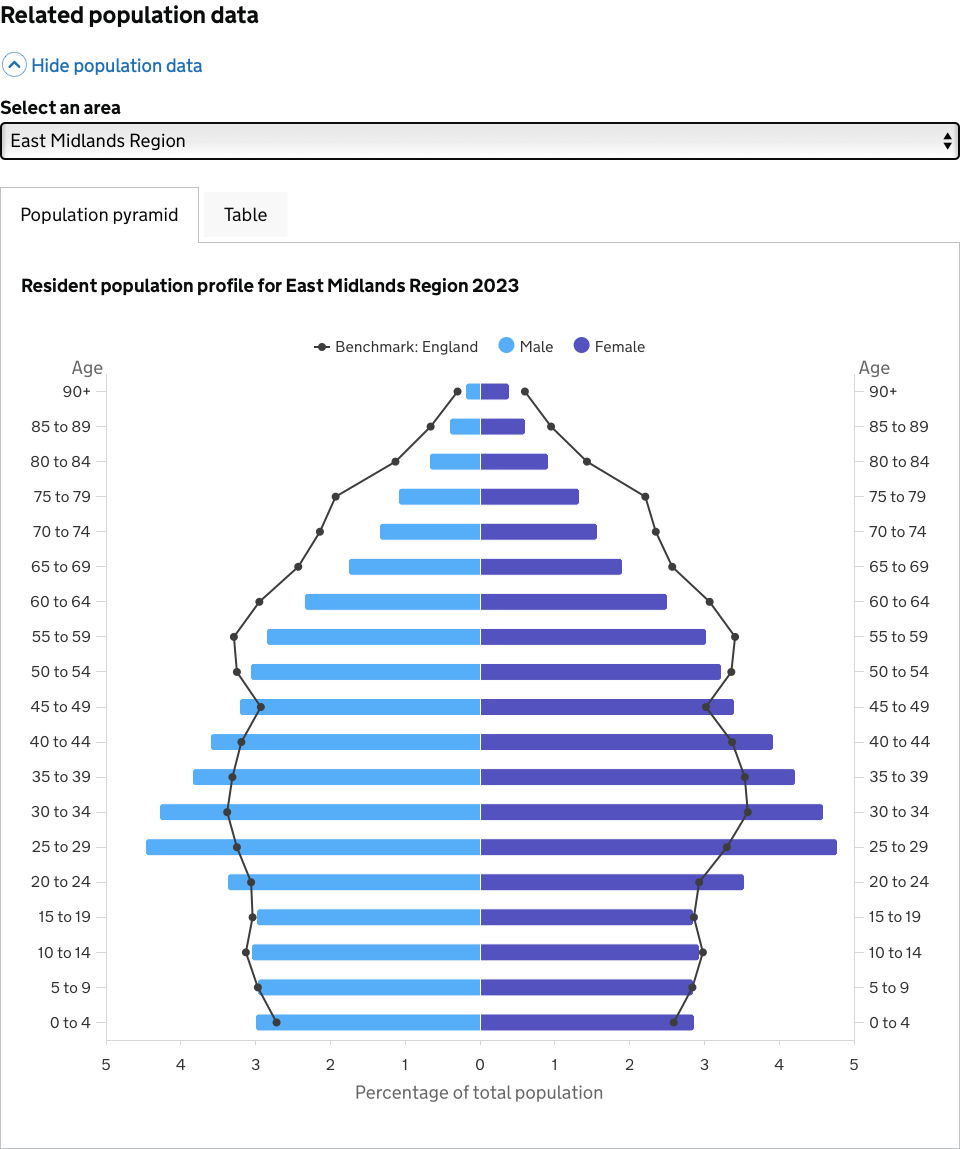 Related population data
Hide population data
Select an area
East Midlands Region
Population pyramid Table
Resident population profile for East Midlands Region 2023
Benchmark: England Male Female
Age Age
90+ 90+
85 to 89 85 to 89
80 to 84 80 to 84
75 to 79 75 to 79
70 to 74 70 to 74
65 to 69 65 to 69
60 to 64 60 to 64
55 to 59 55 to 59
50 to 54 50 to 54
45 to 49 45 to 49
40 to 44 40 to 44
35 to 39 35 to 39
30 to 34 30 to 34
25 to 29 25 to 29
20 to 24 20 to 24
15 to 19 15 to 19
10 to 14 10 to 14
5 to 9 5 to 9
0 to 4 0 to 4
5 4 3 2 1 0 1 2 3 4 5
Percentage of total population